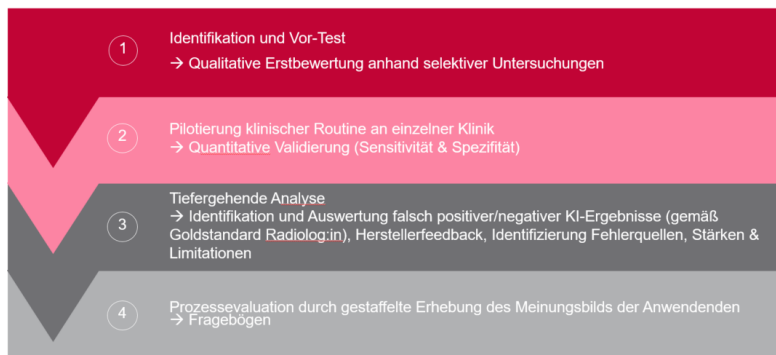 1
Identifikation und Vor-Test
→ Qualitative Erstbewertung anhand selektiver Untersuchungen
2
Pilotierung klinischer Routine an einzelner Klinik
→ Quantitative Validierung (Sensitivität & Spezifität)
3
Tiefergehende Analyse
→ Identifikation und Auswertung falsch positiver/negativer KI-Ergebnisse (gemäß
Goldstandard Radiolog:in), Herstellerfeedback, Identifizierung Fehlerquellen, Stärken &
Limitationen
4
Prozessevaluation durch gestaffelte Erhebung des Meinungsbilds der Anwendenden
→ Fragebögen